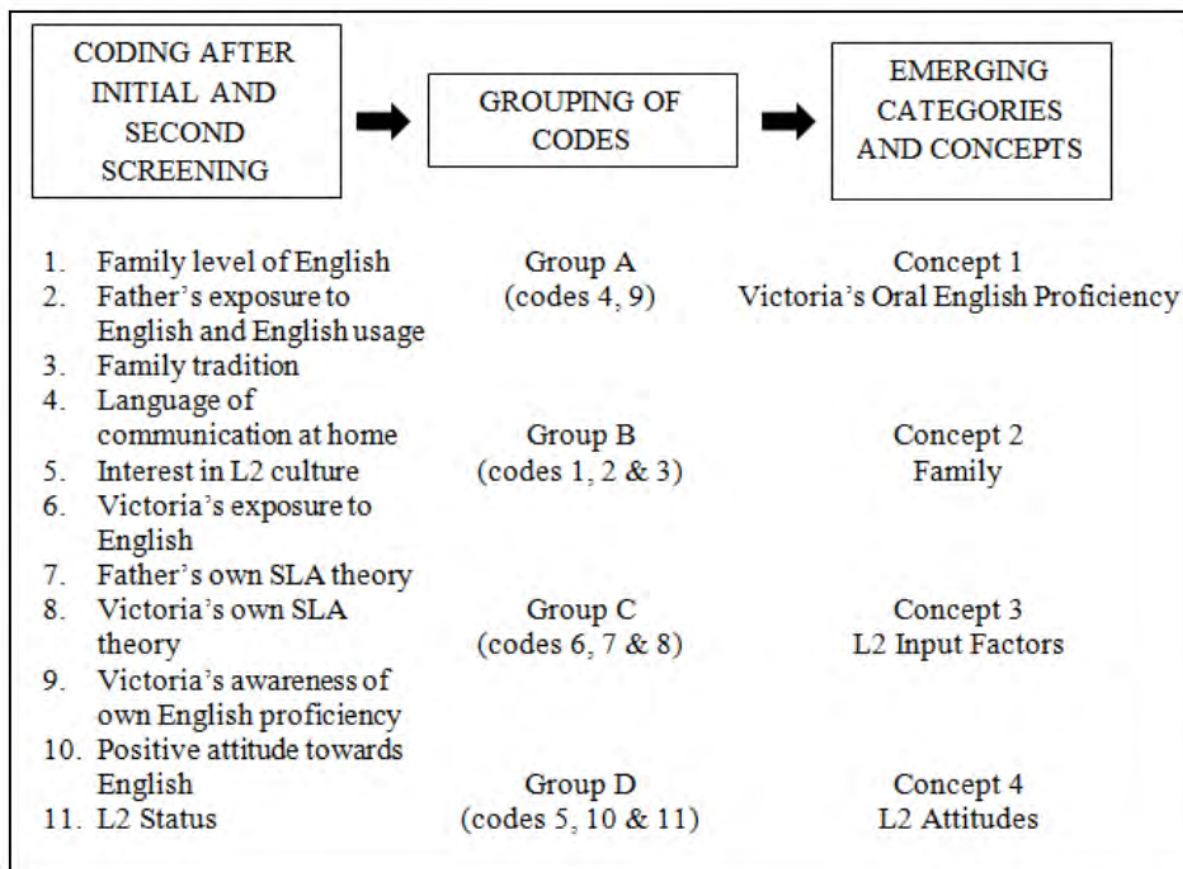 CODING AFTER
INITIAL AND
SECOND
SCREENING
GROUPING OF
CODES
EMERGING
CATEGORIES
AND CONCEPTS
1. Family level of English
2. Father’s exposure to
English and English usage
3. Family tradition
4. Language of
communication at home
5. Interest in L2 culture
6. Victoria’s exposure to
English
7. Father’s own SLA theory
8. Victoria’s own SLA
theory
9. Victoria’s awareness of
own English proficiency
10. Positive attitude towards
English
11. L2 Status
Group A
(codes 4, 9)
Group B
(codes 1, 2 & 3)
Group C
(codes 6, 7 & 8)
Group D
(codes 5, 10 & 11)
Concept 1
Victoria’s Oral English Proficiency
Concept 2
Family
Concept 3
L2 Input Factors
Concept 4
L2 Attitudes